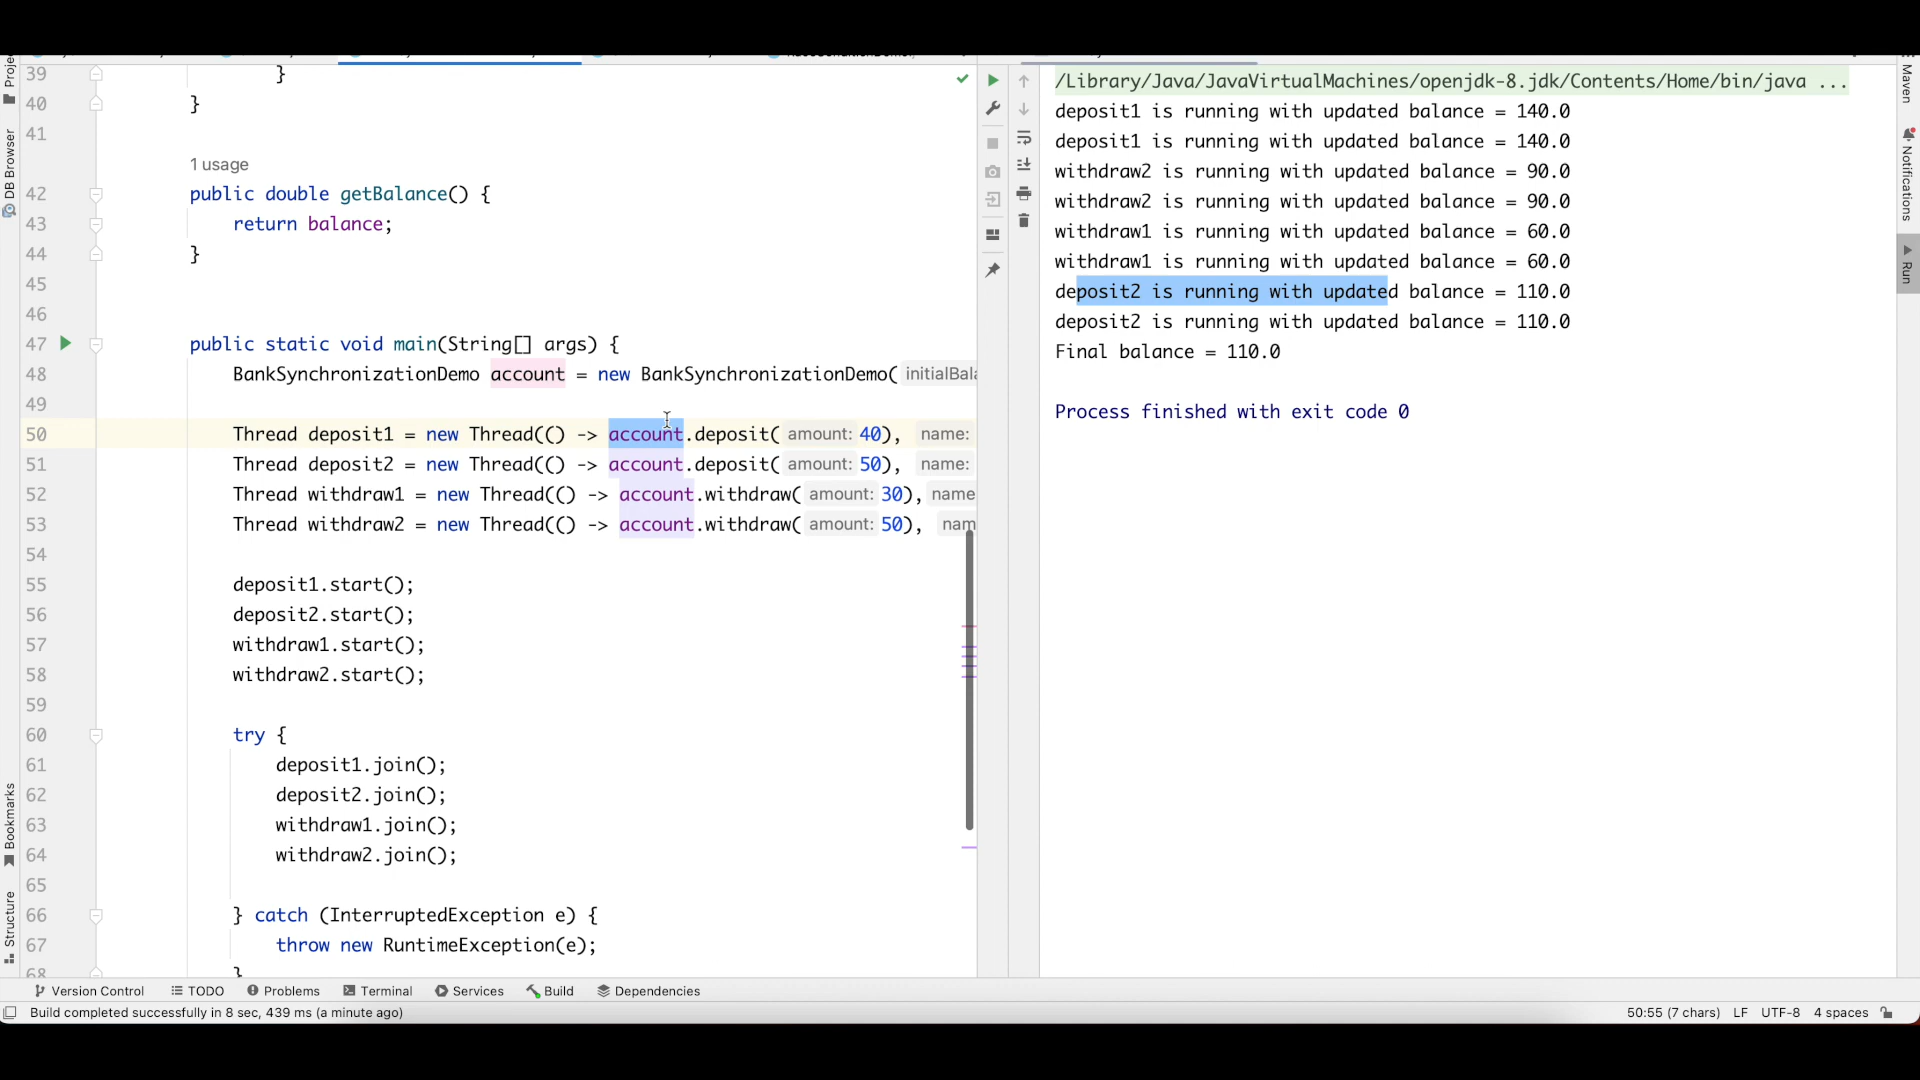 39 }
40 }
41
1 usage
42 public double getBalance() {
43 return balance;
44 }
45
46
47 public static void main(String[] args) {
48 BankSynchronizationDemo account = new BankSynchronizationDemo(
49
50 Thread deposit1 = new Thread(() -> account.deposit( amount: 40), name:
51 Thread deposit2 = new Thread(() -> account.deposit( amount: 50), name:
52 Thread withdraw1 = new Thread(() -> account.withdraw( amount: 30), name
53 Thread withdraw2 = new Thread(() -> account.withdraw( amount: 50), nam
54
55 deposit1.start();
56 deposit2.start();
57 withdraw1.start();
58 withdraw2.start();
59
60 try {
61 deposit1.join();
62 deposit2.join();
63 withdraw1.join();
64 withdraw2.join();
65
66 } catch (InterruptedException e) {
67 throw new RuntimeException(e);
68 }
/Library/Java/JavaVirtualMachines/openjdk-8.jdk/Contents/Home/bin/java ...
deposit1 is running with updated balance = 140.0
deposit1 is running with updated balance = 140.0
withdraw2 is running with updated balance = 90.0
withdraw2 is running with updated balance = 90.0
withdraw1 is running with updated balance = 60.0
withdraw1 is running with updated balance = 60.0
deposit2 is running with updated balance = 110.0
deposit2 is running with updated balance = 110.0
Final balance = 110.0
Process finished with exit code 0
DB Browser
Bookmarks
Structure
Maven
Notifications
Run
Version Control TODO Problems Terminal Services Build Dependencies
Build completed successfully in 8 sec, 439 ms (a minute ago) 50:55 (7 chars) LF UTF-8 4 spaces